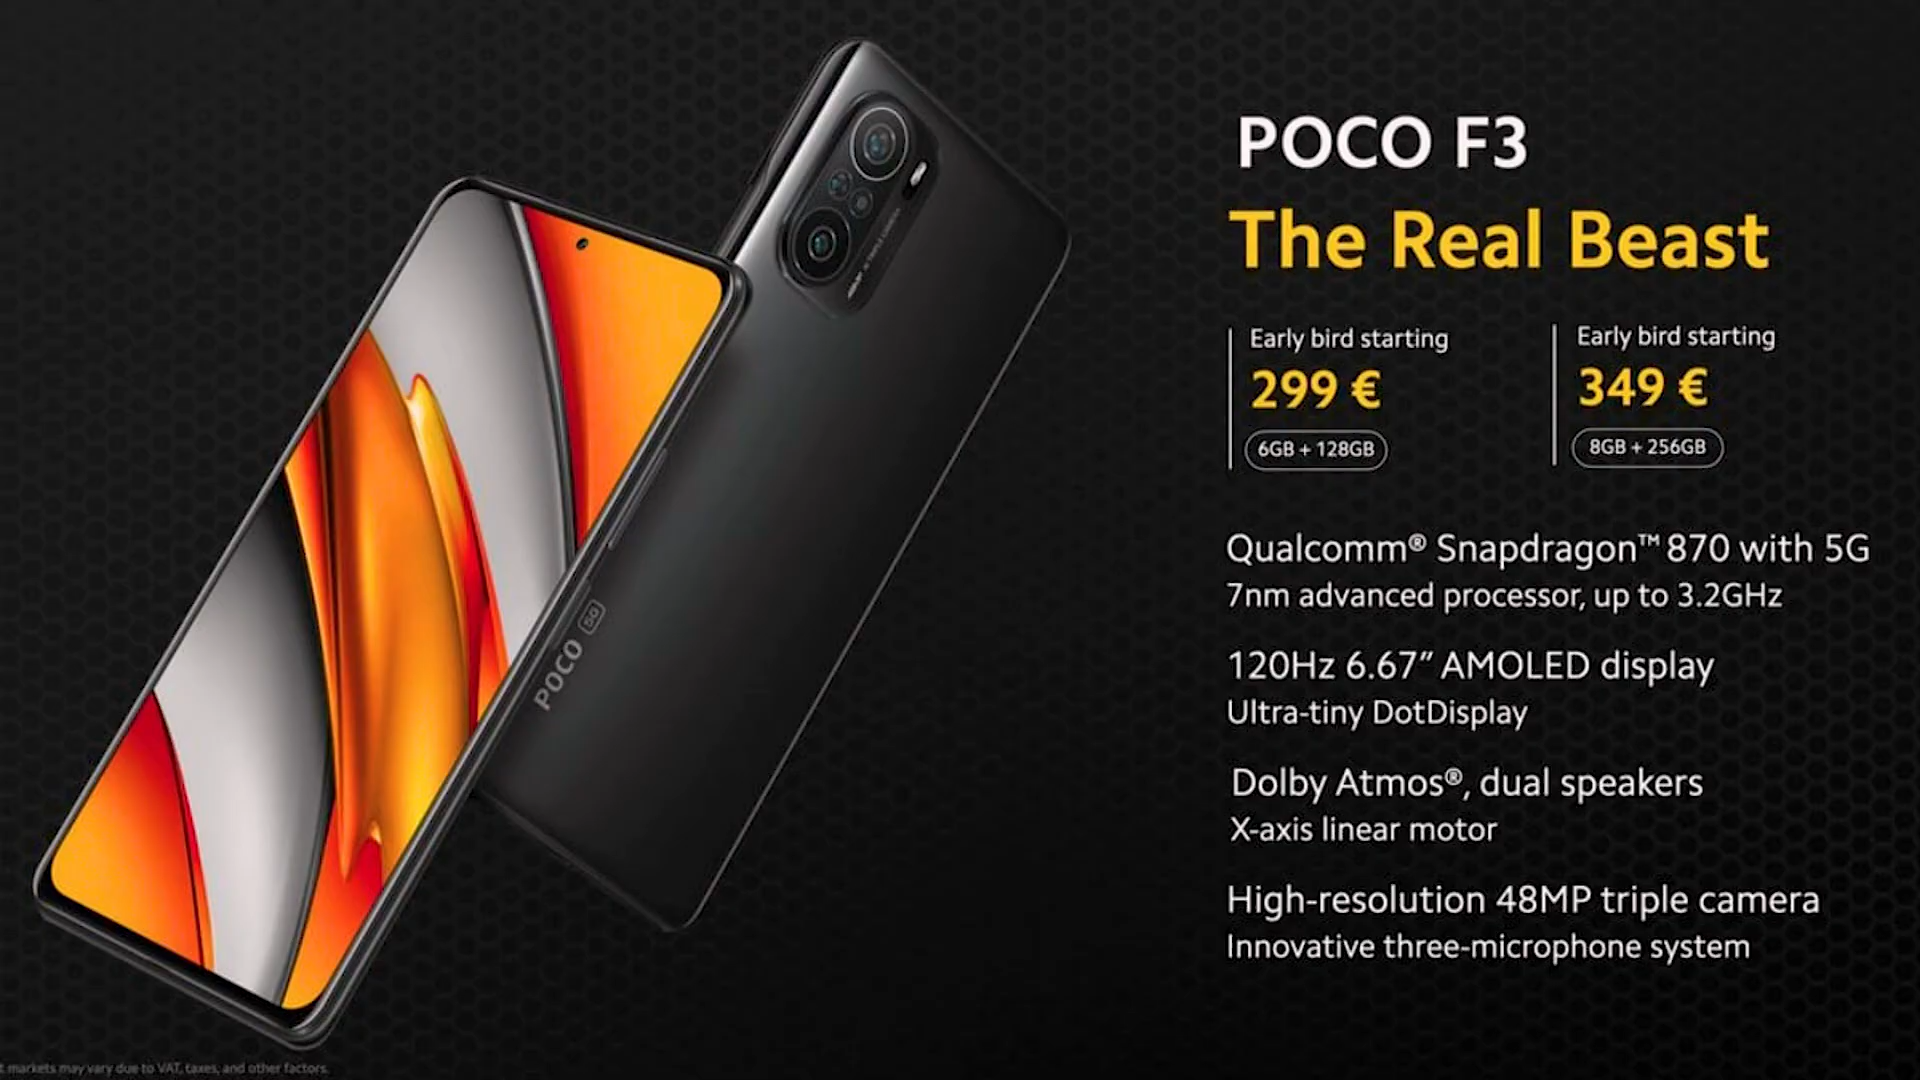 POCO F3
The Real Beast
Early bird starting
299 €
6GB + 128GB
Early bird starting
349 €
8GB + 256GB
Qualcomm® Snapdragon™ 870 with 5G
7nm advanced processor, up to 3.2GHz
120Hz 6.67” AMOLED display
Ultra-tiny DotDisplay
Dolby Atmos®, dual speakers
X-axis linear motor
High-resolution 48MP triple camera
Innovative three-microphone system
POCO 5G
markets may vary due to VAT, taxes, and other factors.